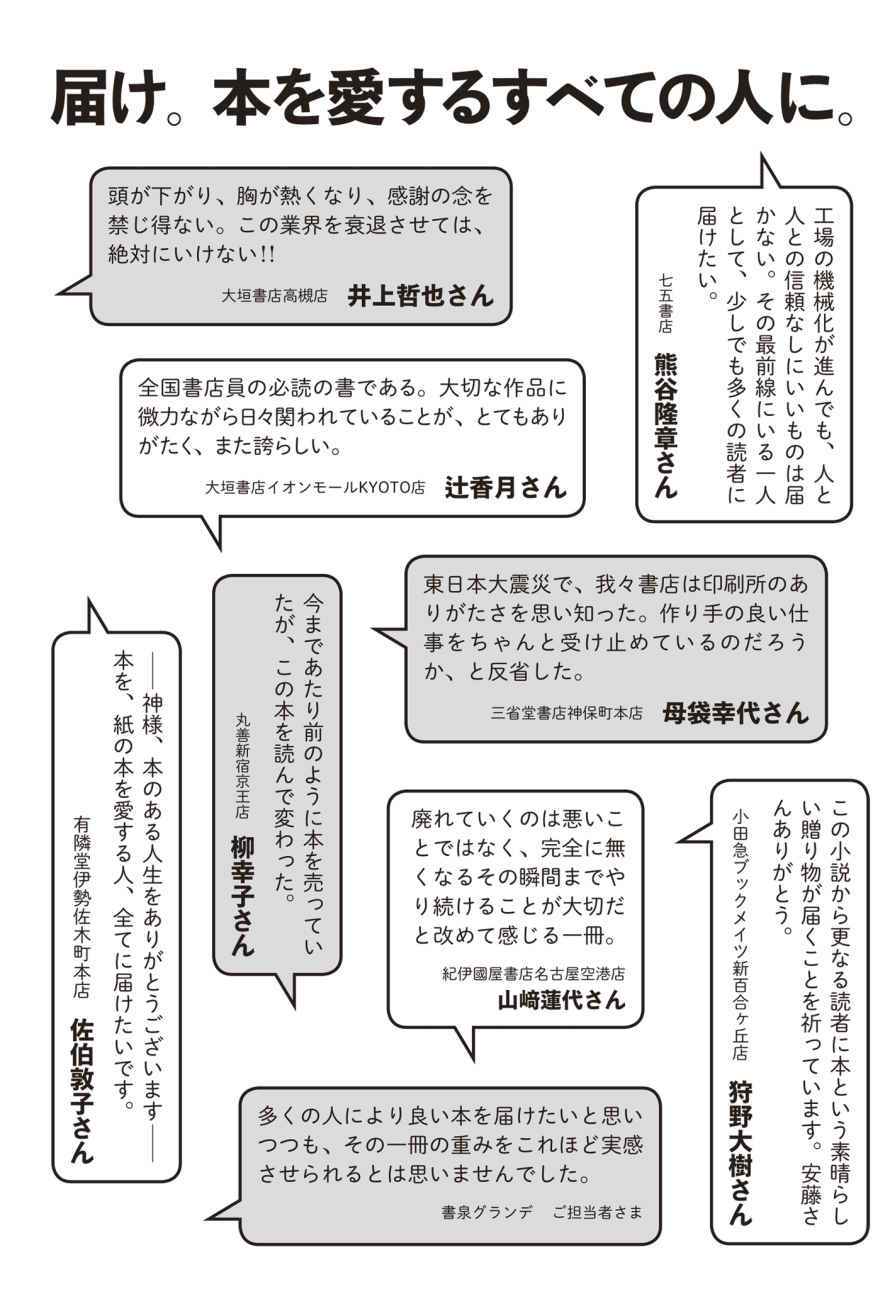 届け。本を愛するすべての人に。
頭が下がり、胸が熱くなり、感謝の念を
禁じ得ない。この業界を衰退させては、
絶対にいけない!!
大垣書店高槻店 井上哲也さん
工場の機械化が進んでも、人と
人との信頼なしにいいものは届
かない。その最前線にいる一人
として、少しでも多くの読者に
届けたい。
七五書店 熊谷隆章さん
全国書店員の必読の書である。大切な作品に
微力ながら日々関われていることが、とてもあり
がたく、また誇らしい。
大垣書店イオンモールKYOTO店 辻香月さん
東日本大震災で、我々書店は印刷所のあ
りがたさを思い知った。作り手の良い仕
事をちゃんと受け止めているのだろう
か、と反省した。
三省堂書店神保町本店 母袋幸代さん
今まであたり前のように本を売ってい
たが、この本を読んで変わった。
丸善新宿京王店 柳幸子さん
――神様、本のある人生をありがとうございます――
本を、紙の本を愛する人、全てに届けたいです。
有隣堂伊勢佐木町本店 佐伯敦子さん
この小説から更なる読者に本という素晴らし
い贈り物が届くことを祈っています。安藤さ
んありがとう。
小田急ブックメイツ新百合ヶ丘店 狩野大樹さん
廃れていくのは悪いこ
とではなく、完全に無
くなるその瞬間までや
り続けることが大切だ
と改めて感じる一冊。
紀伊國屋書店名古屋空港店
山﨑蓮代さん
多くの人により良い本を届けたいと思い
つつも、その一冊の重みをこれほど実感
させられるとは思いませんでした。
書泉グランデ ご担当者さま